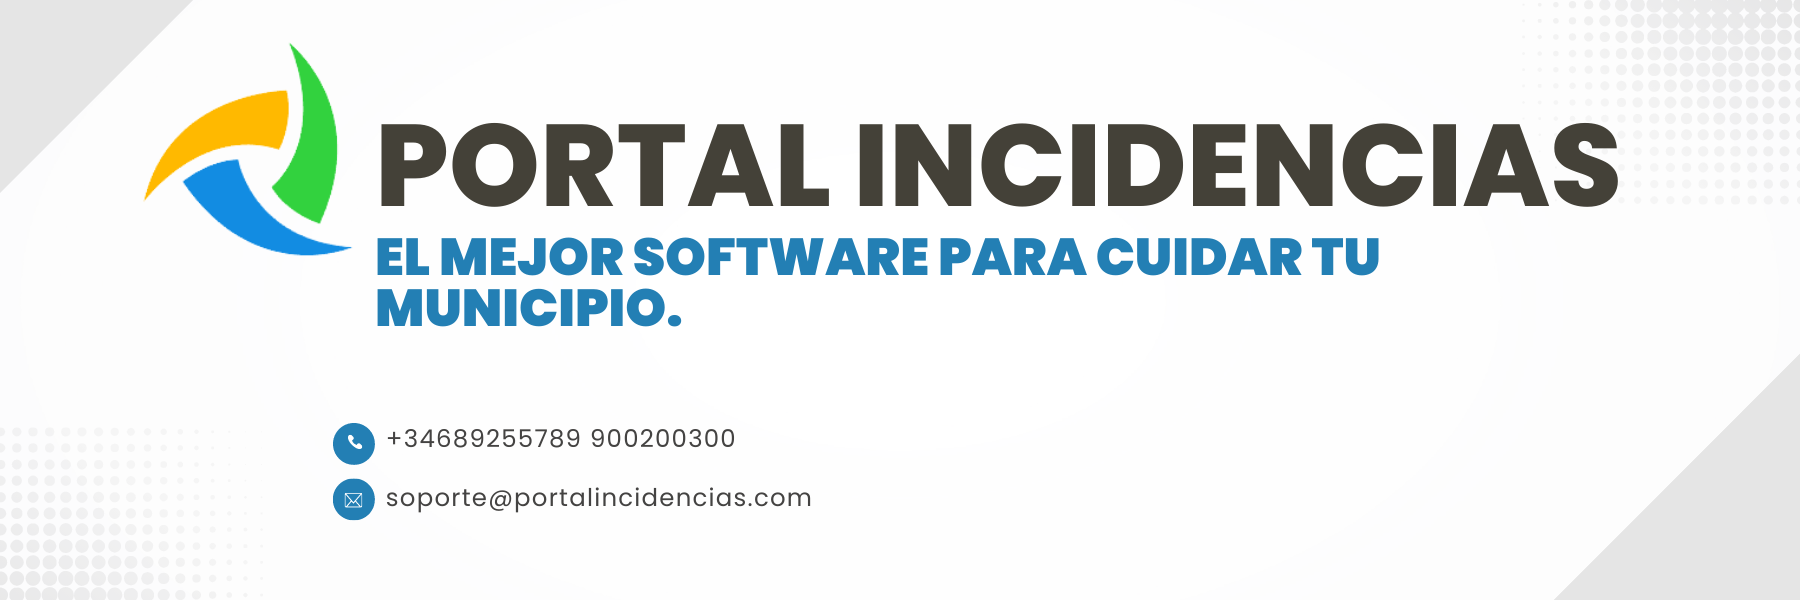 PORTAL INCIDENCIAS
EL MEJOR SOFTWARE PARA CUIDAR TU
MUNICIPIO.
+34689255789 900200300
soporte@portalincidencias.com